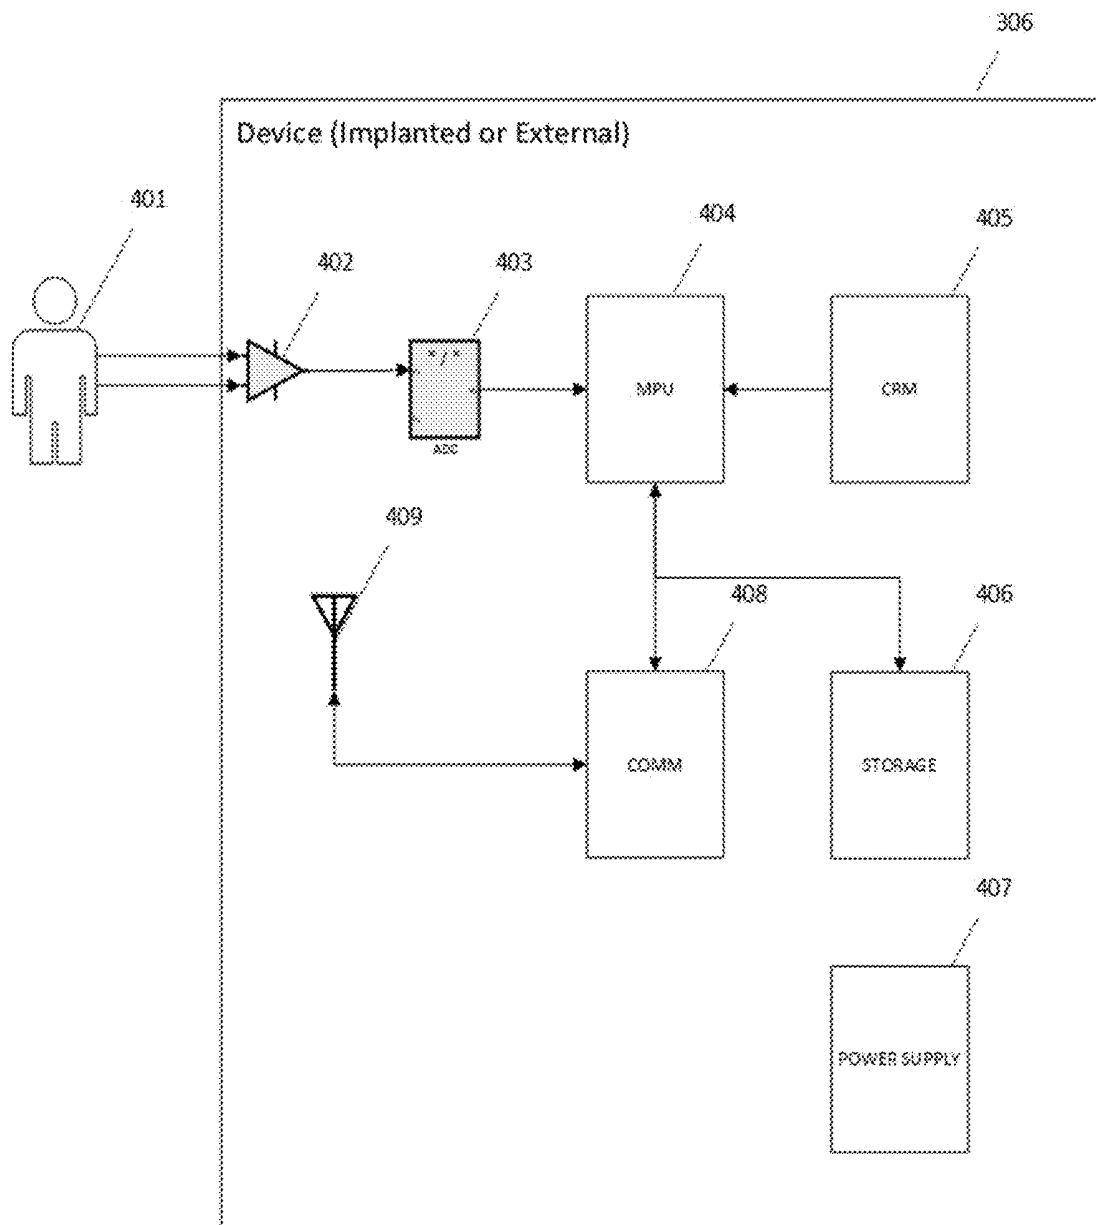 306
Device (Implanted or External)
401
402
403
404
405
* / *
ADC
MPU
CRM
409
408
406
COMM
STORAGE
407
POWER SUPPLY